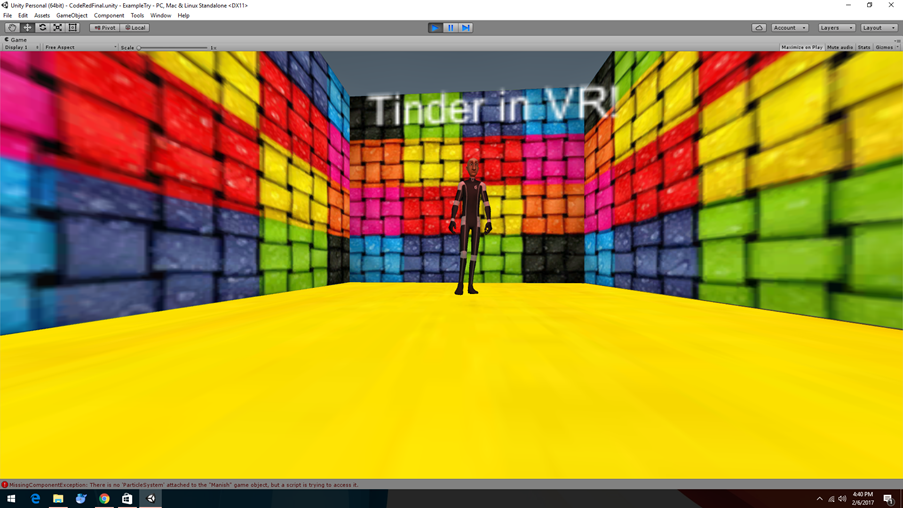 Unity Personal (64bit) - CodeRedFinal.unity - ExampleTry - PC, Mac & Linux Standalone <DX11>
File Edit Assets GameObject Component Tools Window Help
Pivot Local Account Layers Layout
Game
Display 1 Free Aspect Scale 1x Maximize on Play Mute audio Stats Gizmos
Tinder in VR!
MissingComponentException: There is no 'ParticleSystem' attached to the "Manish" game object, but a script is trying to access it.
4:40 PM
2/6/2017